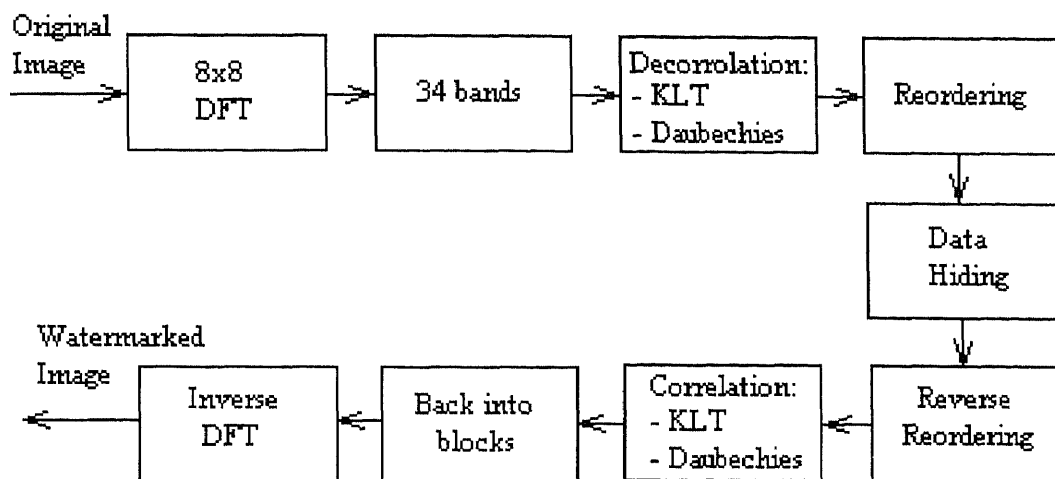 Original
Image
8x8
DFT
34 bands
Decorrolation:
- KLT
- Daubechies
Reordering
Data
Hiding
Reverse
Reordering
Correlation:
- KLT
- Daubechies
Back into
blocks
Inverse
DFT
Watermarked
Image